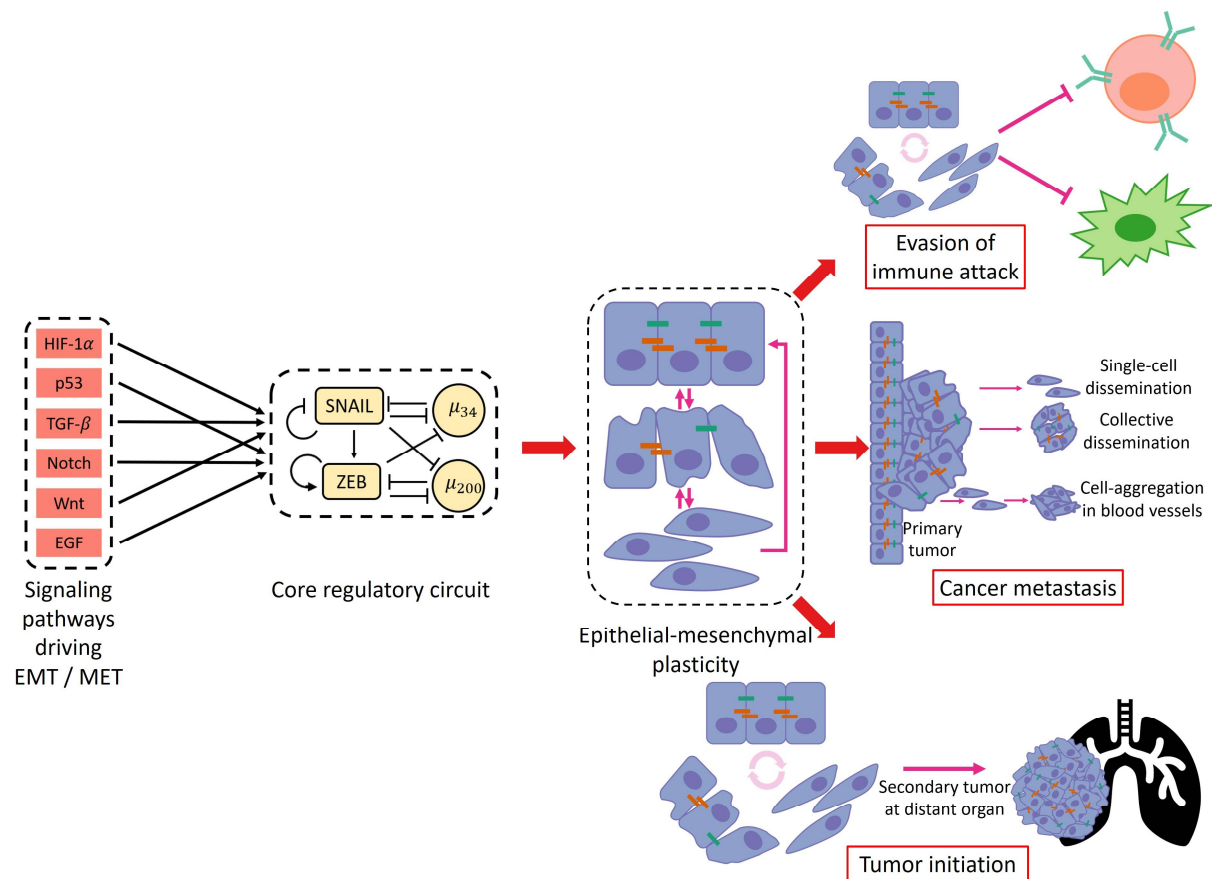 HIF-1α
p53
TGF-β
Notch
Wnt
EGF
Signaling
pathways
driving
EMT / MET
SNAIL
μ34
ZEB
μ200
Core regulatory circuit
Epithelial-mesenchymal
plasticity
Evasion of
immune attack
Single-cell
dissemination
Collective
dissemination
Cell-aggregation
in blood vessels
Primary
tumor
Cancer metastasis
Secondary tumor
at distant organ
Tumor initiation